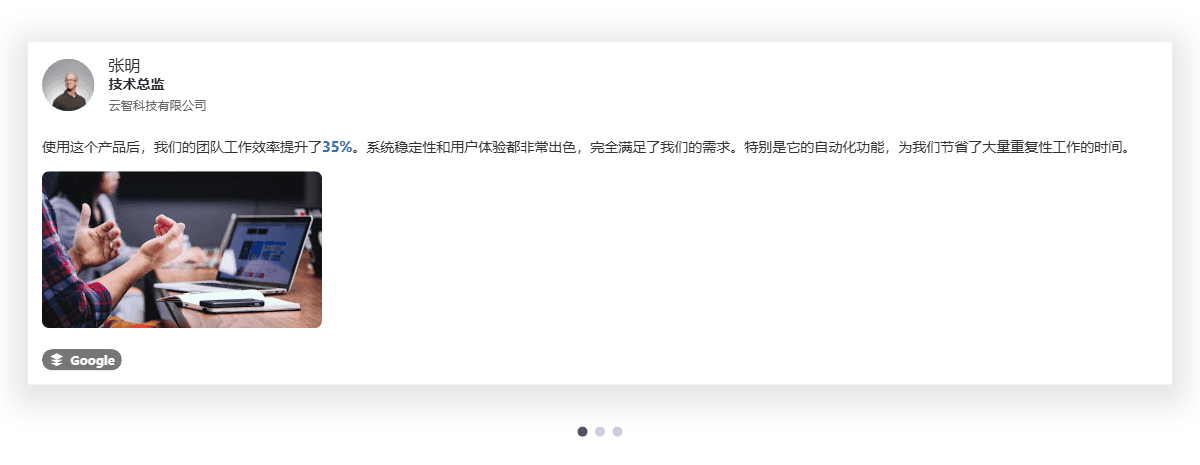 张明
技术总监
云智科技有限公司
使用这个产品后，我们的团队工作效率提升了35%。系统稳定性和用户体验都非常出色，完全满足了我们的需求。特别是它的自动化功能，为我们节省了大量重复性工作的时间。
Google